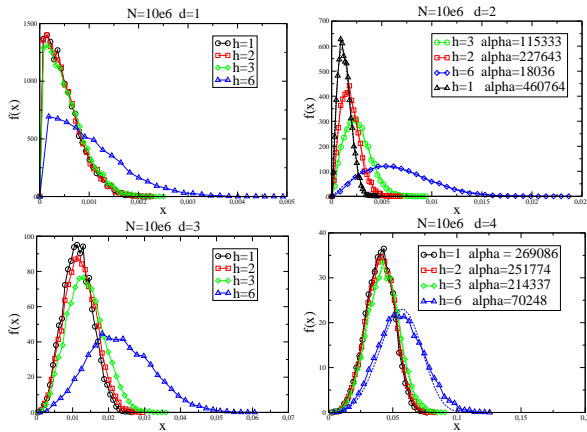 N=10e6 d=1
f(x)
1500
1000
500
0
h=1
h=2
h=3
h=6
0
0,001
0,002
0,003
0,004
0,005
x
N=10e6 d=2
f(x)
700
600
500
400
300
200
100
0
h=3 alpha=115333
h=2 alpha=227643
h=6 alpha=18036
h=1 alpha=460764
0
0,005
0,01
0,015
0,02
x
N=10e6 d=3
f(x)
100
80
60
40
20
0
h=1
h=2
h=3
h=6
0
0,01
0,02
0,03
0,04
0,05
0,06
0,07
x
N=10e6 d=4
f(x)
40
30
20
10
0
h=1 alpha = 269086
h=2 alpha=251774
h=3 alpha=214337
h=6 alpha=70248
0
0,05
0,1
0,15
x